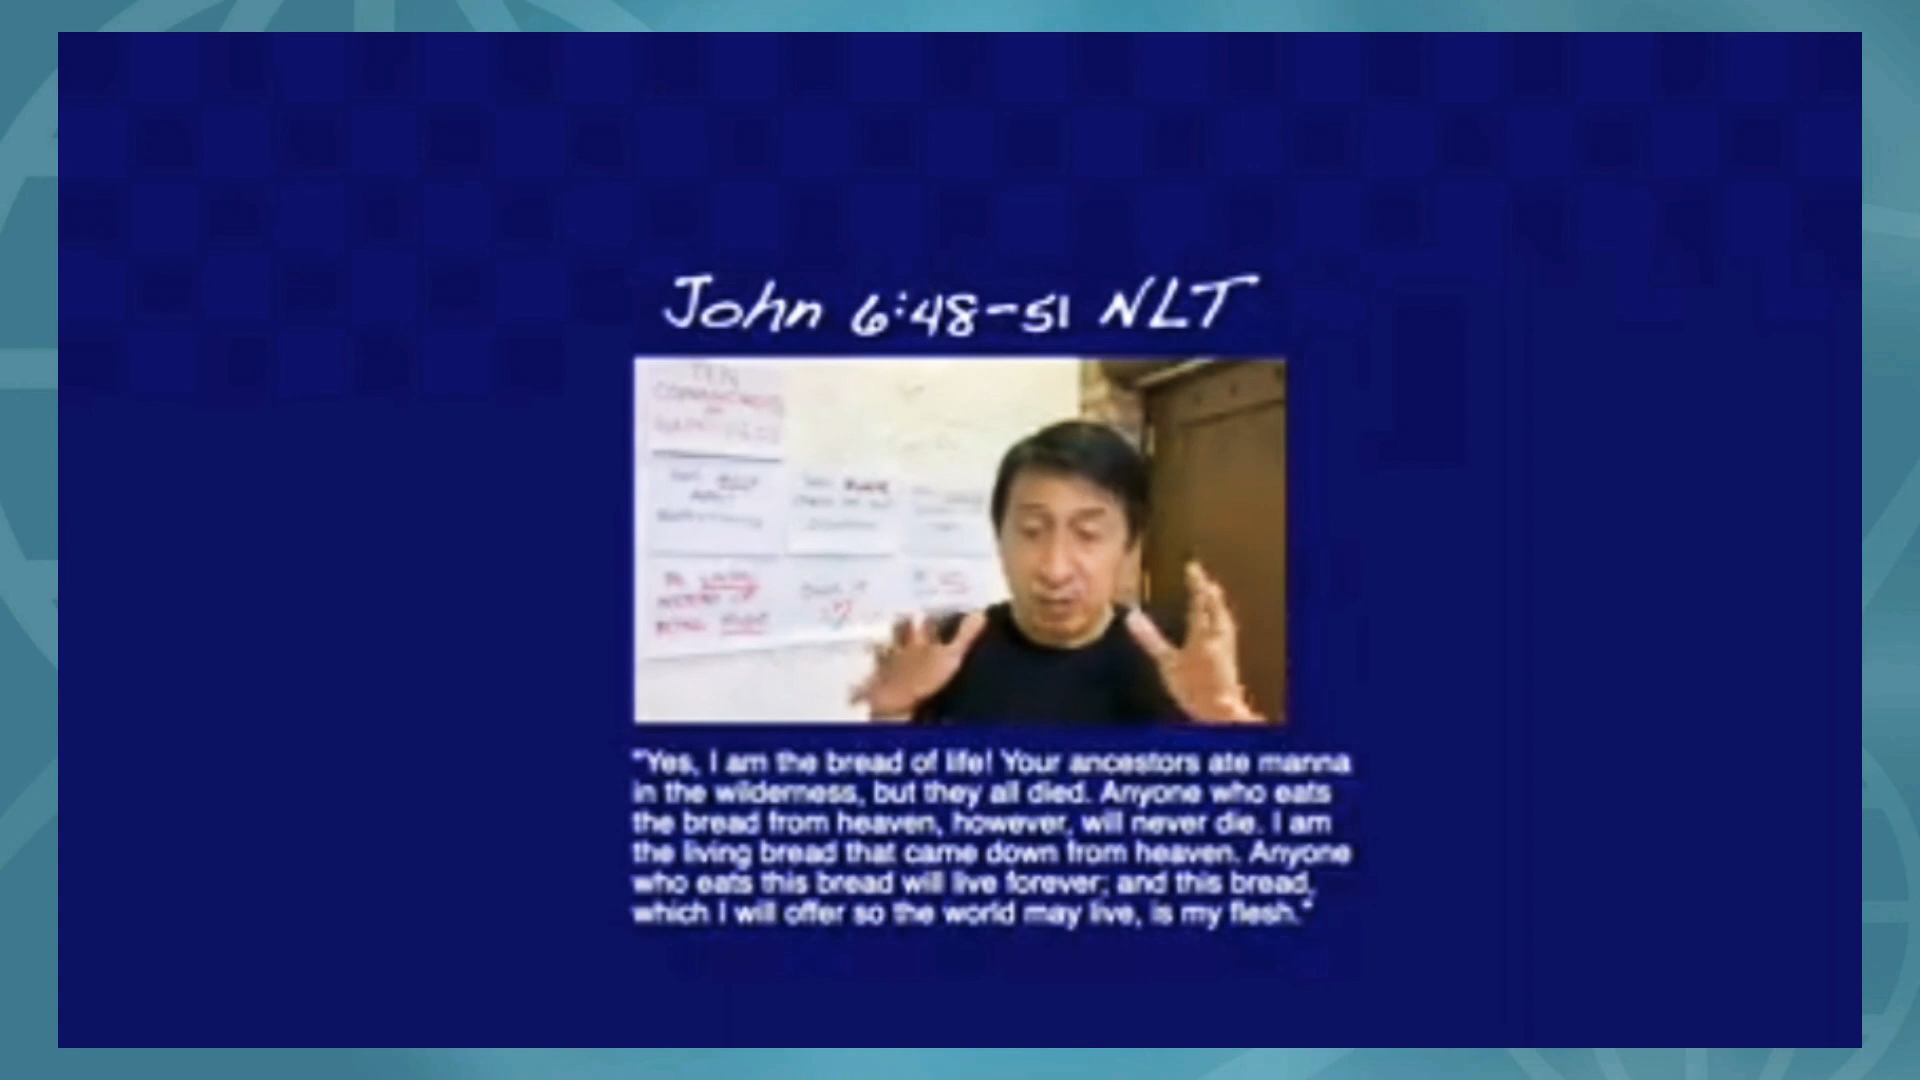 John 6:48-51 NLT
TEN
"Yes, I am the bread of life! Your ancestors ate manna
in the wilderness, but they all died. Anyone who eats
the bread from heaven, however, will never die. I am
the living bread that came down from heaven. Anyone
who eats this bread will live forever; and this bread,
which I will offer so the world may live, is my flesh."